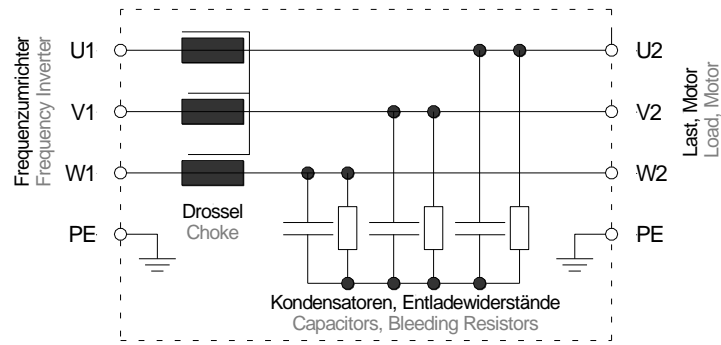 U1
U2
V1
V2
W1
W2
PE
PE
Frequenzumrichter
Frequency Inverter
Last, Motor
Load, Motor
Drossel
Choke
Kondensatoren, Entladewiderstände
Capacitors, Bleeding Resistors